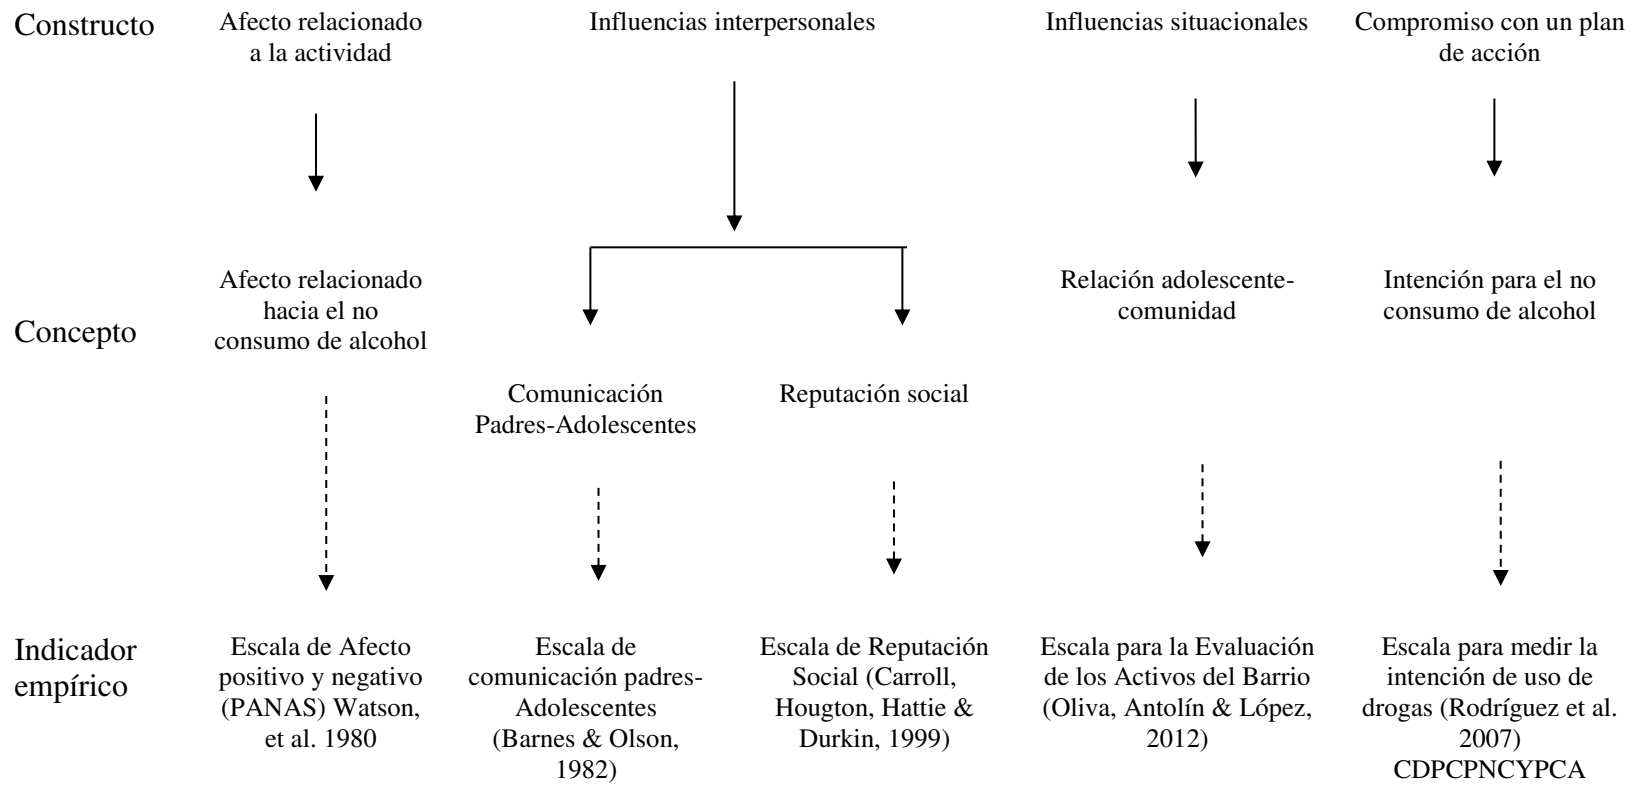 Constructo
Afecto relacionado
a la actividad
Influencias interpersonales
Influencias situacionales
Compromiso con un plan
de acción
Concepto
Afecto relacionado
hacia el no
consumo de alcohol
Comunicación
Padres-Adolescentes
Reputación social
Relación adolescente-
comunidad
Intención para el no
consumo de alcohol
Indicador
empírico
Escala de Afecto
positivo y negativo
(PANAS) Watson,
et al. 1980
Escala de
comunicación padres-
Adolescentes
(Barnes & Olson,
1982)
Escala de Reputación
Social (Carroll,
Hougton, Hattie &
Durkin, 1999)
Escala para la Evaluación
de los Activos del Barrio
(Oliva, Antolín & López,
2012)
Escala para medir la
intención de uso de
drogas (Rodríguez et al.
2007)
CDPCPNCYPCA